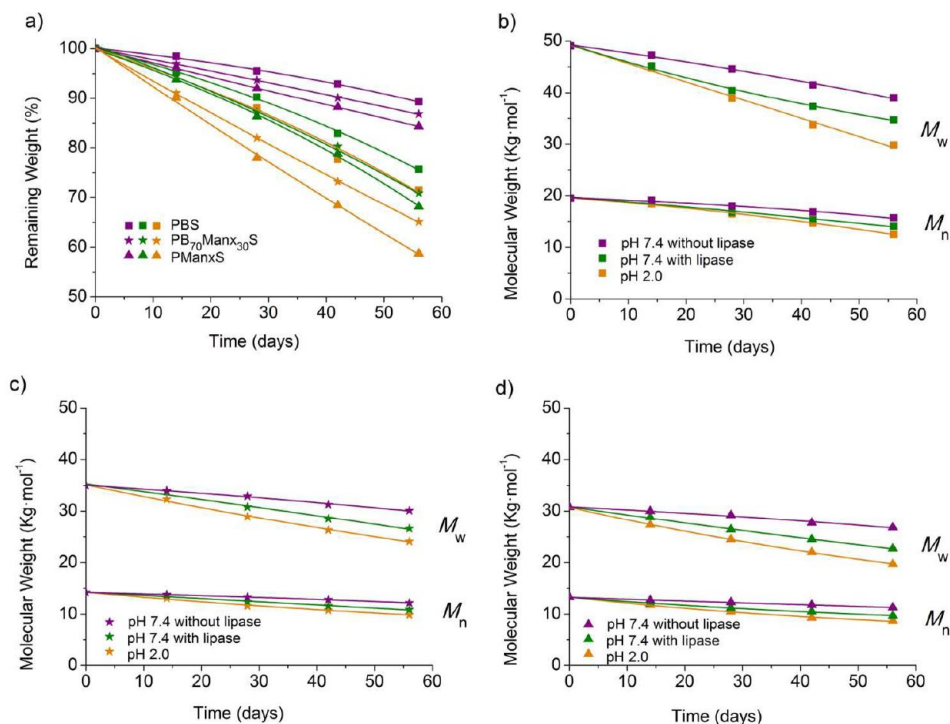 a)
100
90
80
70
60
50
Remaining Weight (%)
PBS
PB₇₀Manx₃₀S
PManxS
0 10 20 30 40 50 60
Time (days)
b)
50
40
30
20
10
0
Molecular Weight (Kg·mol⁻¹)
Mw
Mn
pH 7.4 without lipase
pH 7.4 with lipase
pH 2.0
0 10 20 30 40 50 60
Time (days)
c)
50
40
30
20
10
0
Molecular Weight (Kg·mol⁻¹)
Mw
Mn
pH 7.4 without lipase
pH 7.4 with lipase
pH 2.0
0 10 20 30 40 50 60
Time (days)
d)
50
40
30
20
10
0
Molecular Weight (Kg·mol⁻¹)
Mw
Mn
pH 7.4 without lipase
pH 7.4 with lipase
pH 2.0
0 10 20 30 40 50 60
Time (days)